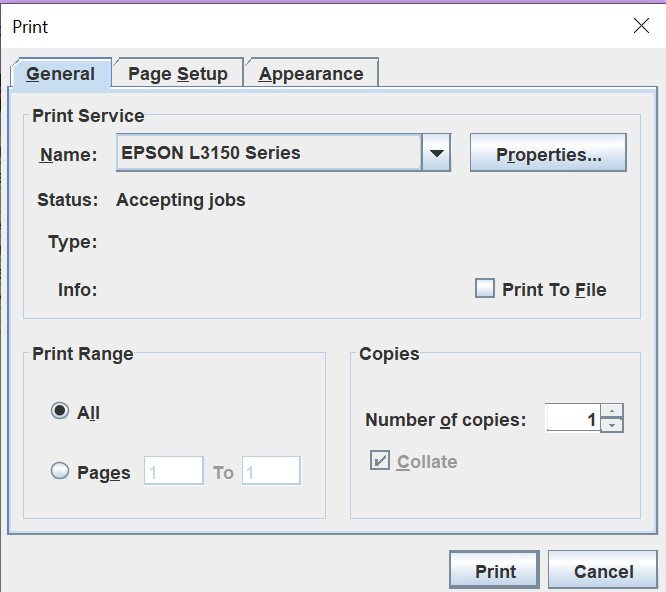 Print
General Page Setup Appearance
Print Service
Name: EPSON L3150 Series Properties...
Status: Accepting jobs
Type:
Info: Print To File
Print Range Copies
All
Number of copies: 1
Pages 1 To 1
Collate
Print Cancel